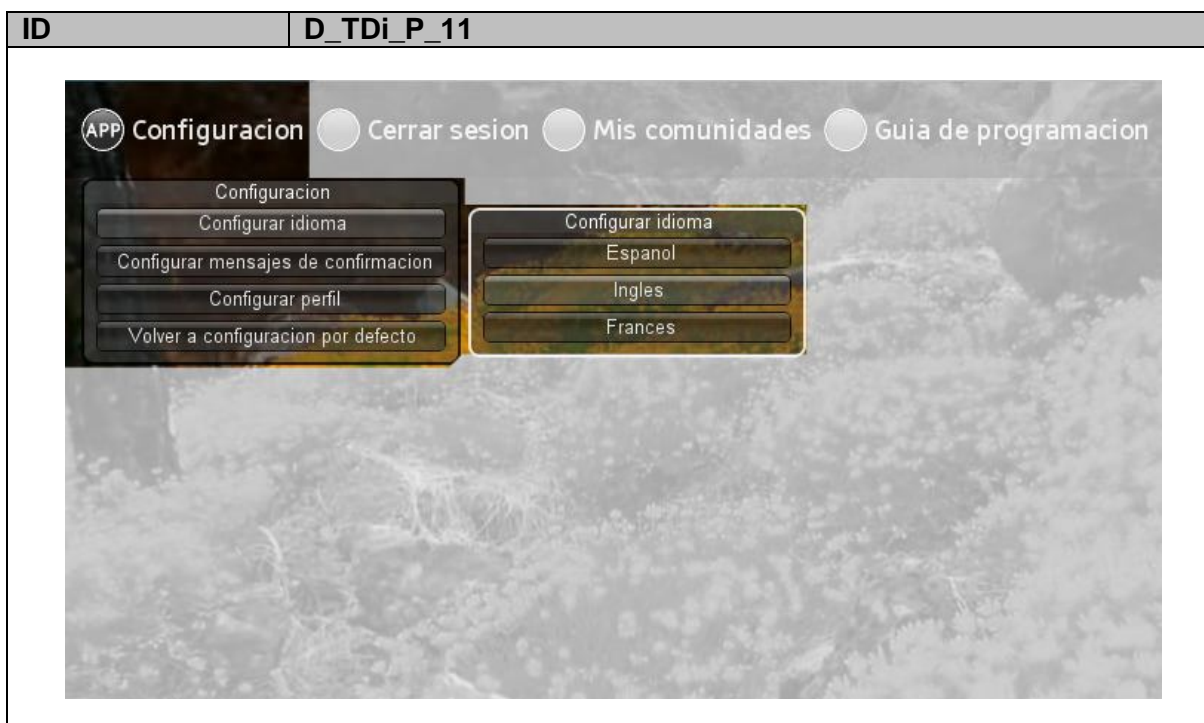 ID D_TDi_P_11
APP Configuracion Cerrar sesion Mis comunidades Guia de programacion
Configuracion
Configurar idioma
Configurar mensajes de confirmacion
Configurar perfil
Volver a configuracion por defecto
Configurar idioma
Espanol
Ingles
Frances